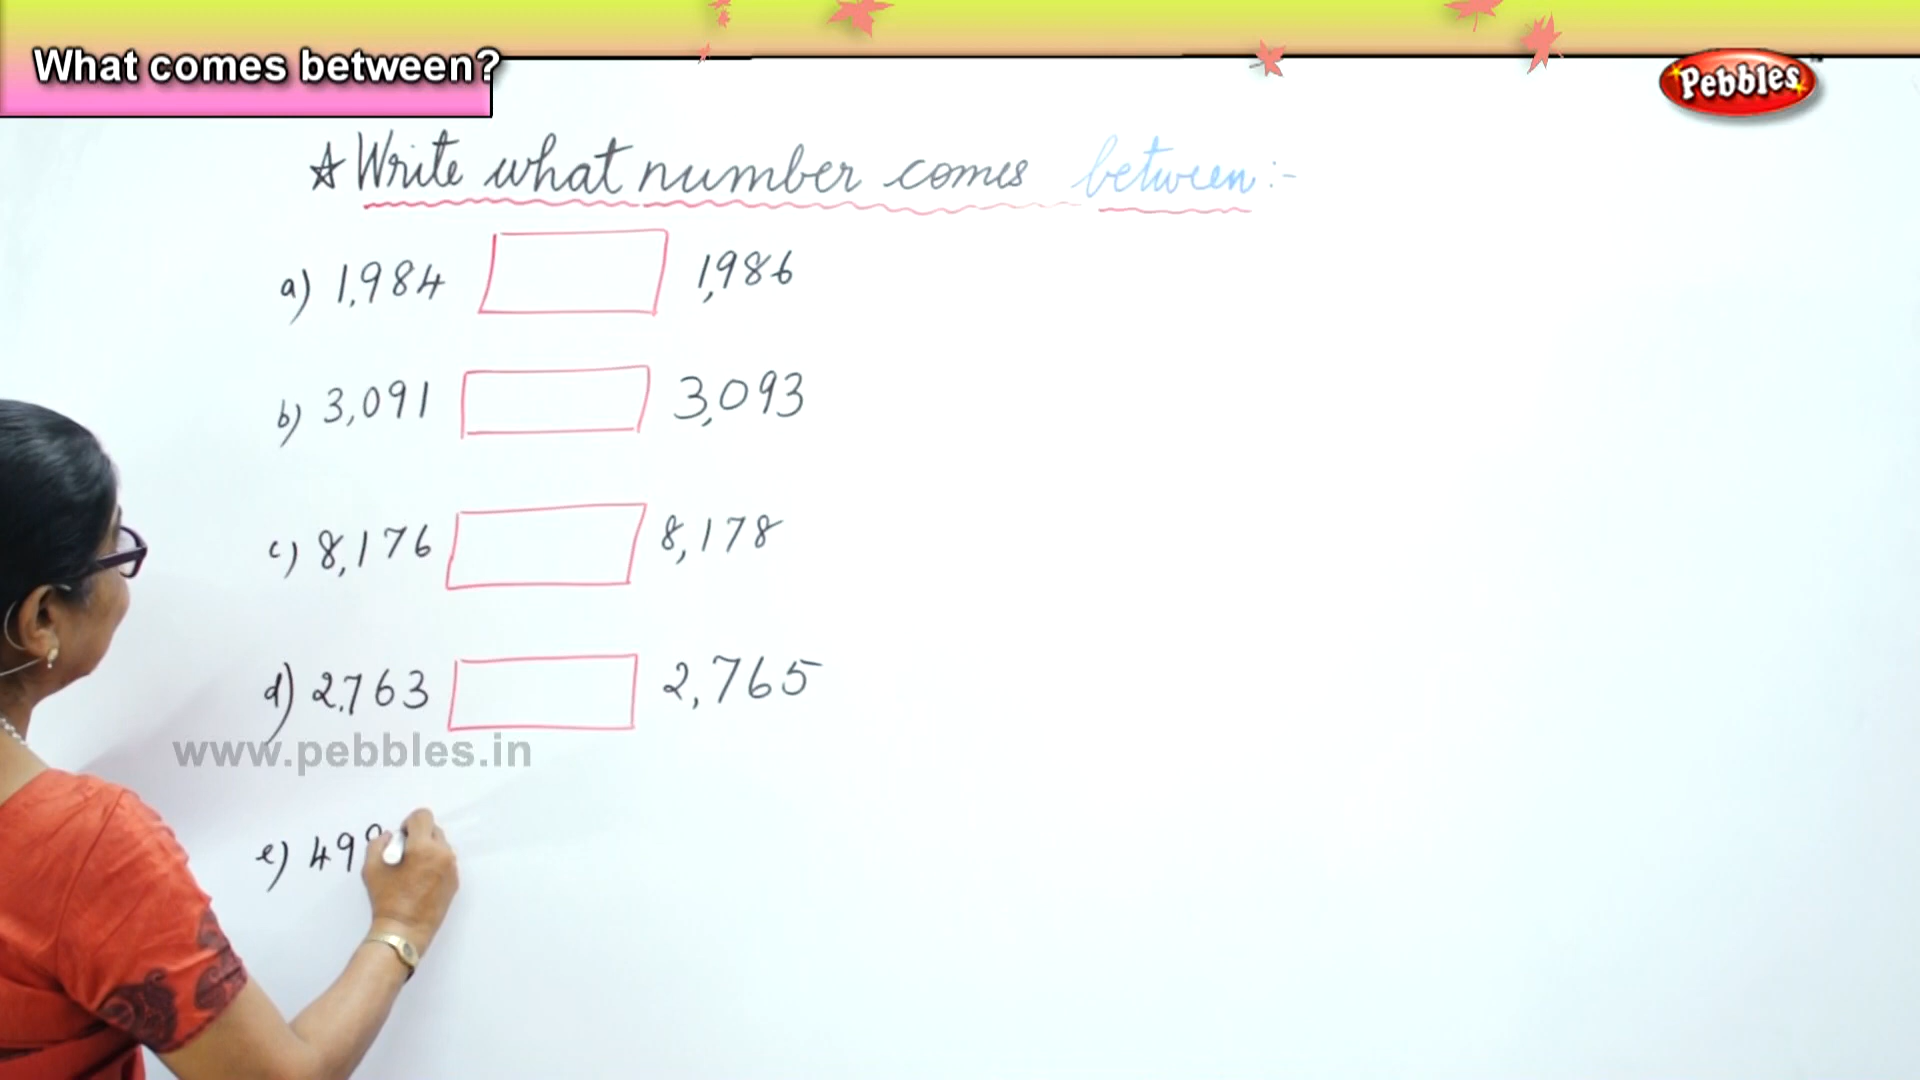 What comes between?
Pebbles
☆ Write what number comes between :-
a) 1,984 1,986
b) 3,091 3,093
c) 8,176 8,178
d) 2,763 2,765
www.pebbles.in
e) 49